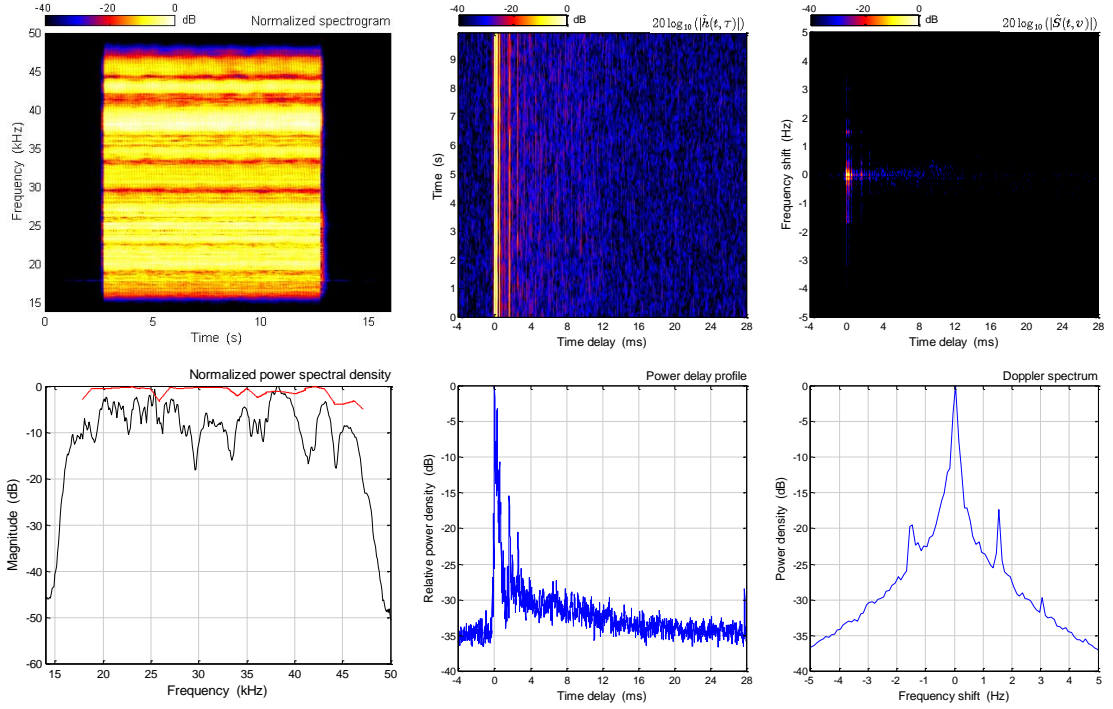 -40 -20 0 dB Normalized spectrogram
50
45
40
35
30
25
20
15
Frequency (kHz)
0 5 10 15
Time (s)
-40 -20 0 dB 20 log₁₀(|ĥ(t, τ)|)
9
8
7
6
5
4
3
2
1
0
Time (s)
-4 0 4 8 12 16 20 24 28
Time delay (ms)
-40 -20 0 dB 20 log₁₀(|Ŝ(τ, ν)|)
5
4
3
2
1
0
-1
-2
-3
-4
-5
Frequency shift (Hz)
-4 0 4 8 12 16 20 24 28
Time delay (ms)
Normalized power spectral density
0
-10
-20
-30
-40
-50
-60
Magnitude (dB)
15 20 25 30 35 40 45 50
Frequency (kHz)
Power delay profile
0
-5
-10
-15
-20
-25
-30
-35
-40
Relative power density (dB)
-4 0 4 8 12 16 20 24 28
Time delay (ms)
Doppler spectrum
0
-5
-10
-15
-20
-25
-30
-35
-40
Power density (dB)
-5 -4 -3 -2 -1 0 1 2 3 4 5
Frequency shift (Hz)